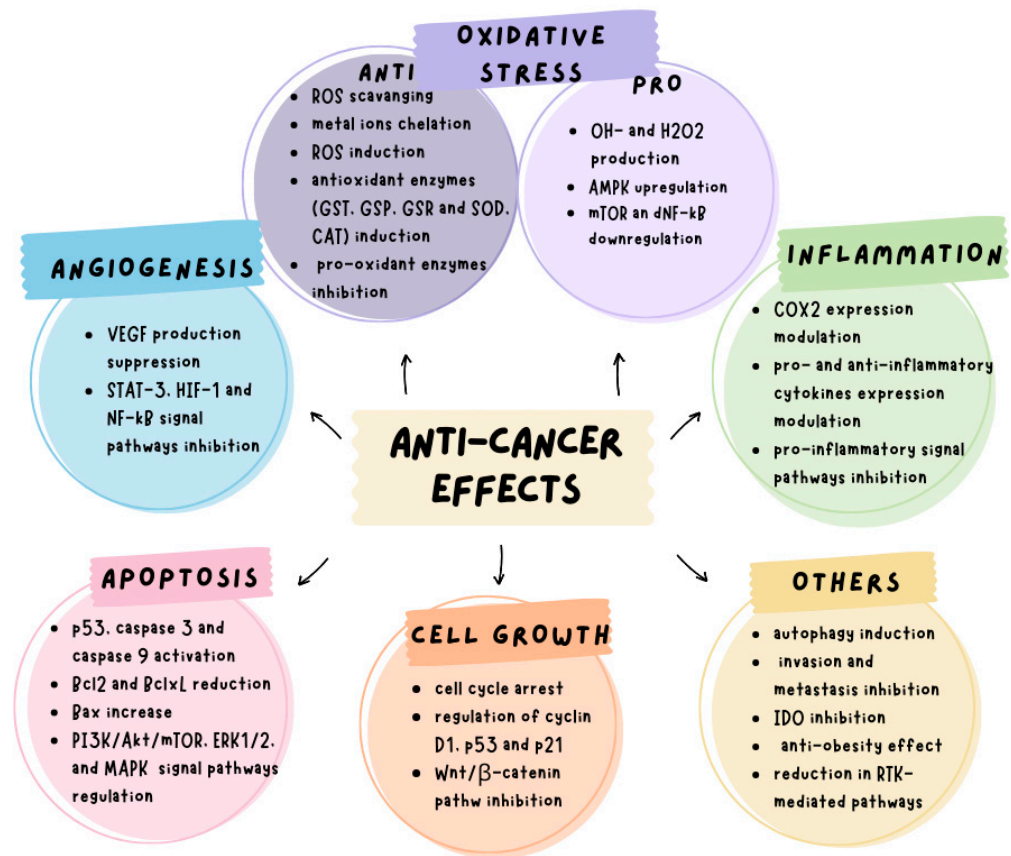 OXIDATIVE
STRESS
ANTI
• ROS scavanging
• metal ions chelation
• ROS induction
• antioxidant enzymes
(GST, GSP, GSR and SOD,
CAT) induction
• pro-oxidant enzymes
inhibition
PRO
• OH- and H2O2
production
• AMPK upregulation
• mTOR an dNF-kB
downregulation
ANGIOGENESIS
• VEGF production
suppression
• STAT-3, HIF-1 and
NF-kB signal
pathways inhibition
INFLAMMATION
• COX2 expression
modulation
• pro- and anti-inflammatory
cytokines expression
modulation
• pro-inflammatory signal
pathways inhibition
ANTI-CANCER
EFFECTS
APOPTOSIS
• p53, caspase 3 and
caspase 9 activation
• Bcl2 and BclxL reduction
• Bax increase
• PI3K/Akt/mTOR, ERK1/2,
and MAPK signal pathways
regulation
CELL GROWTH
• cell cycle arrest
• regulation of cyclin
D1, p53 and p21
• Wnt/β-catenin
pathw inhibition
OTHERS
• autophagy induction
• invasion and
metastasis inhibition
• IDO inhibition
• anti-obesity effect
• reduction in RTK-
mediated pathways